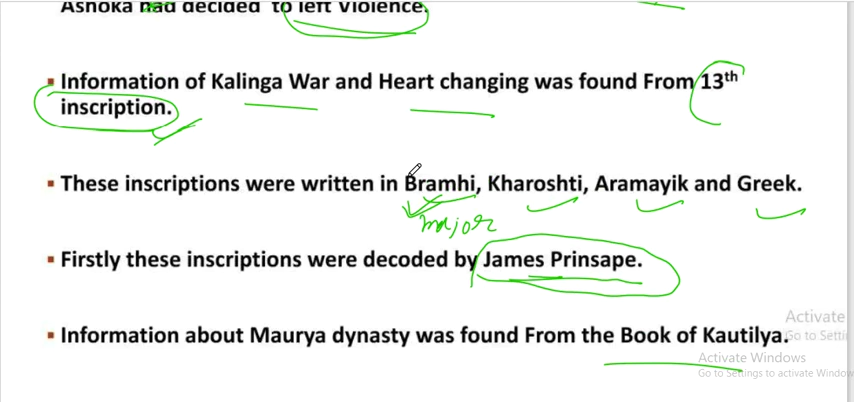 Ashoka had decided to left Violence.
▪ Information of Kalinga War and Heart changing was found From 13th
inscription.
▪ These inscriptions were written in Bramhi, Kharoshti, Aramayik and Greek.
major
▪ Firstly these inscriptions were decoded by James Prinsape.
Activate
▪ Information about Maurya dynasty was found From the Book of Kautilya.
Go to Setti
Activate Windows
Go to Settings to activate Window